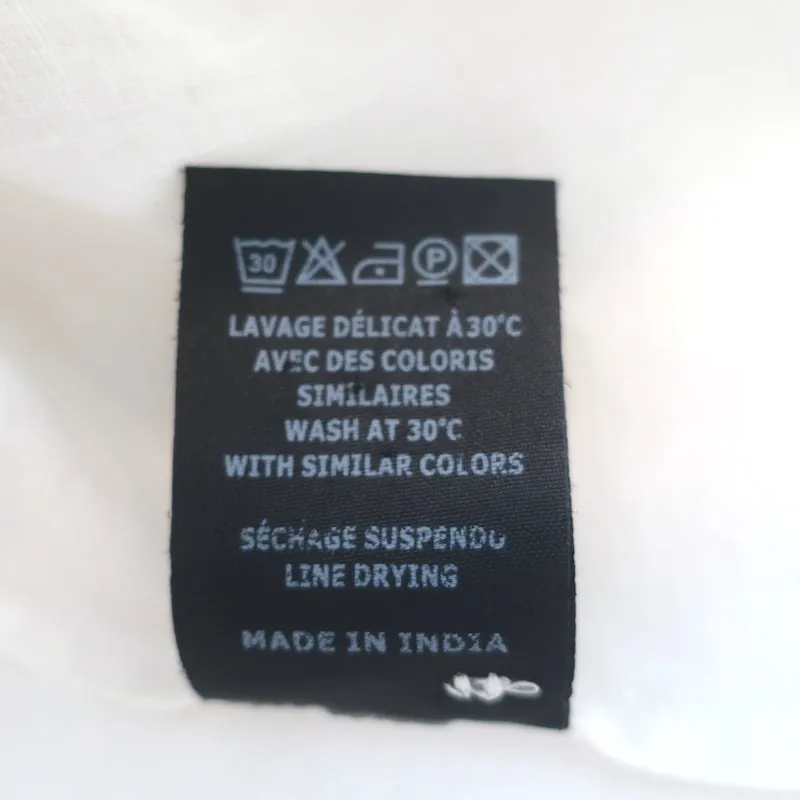 30 P
LAVAGE DÉLICAT À 30°C
AVEC DES COLORIS
SIMILAIRES
WASH AT 30°C
WITH SIMILAR COLORS
SÉCHAGE SUSPENDU
LINE DRYING
MADE IN INDIA